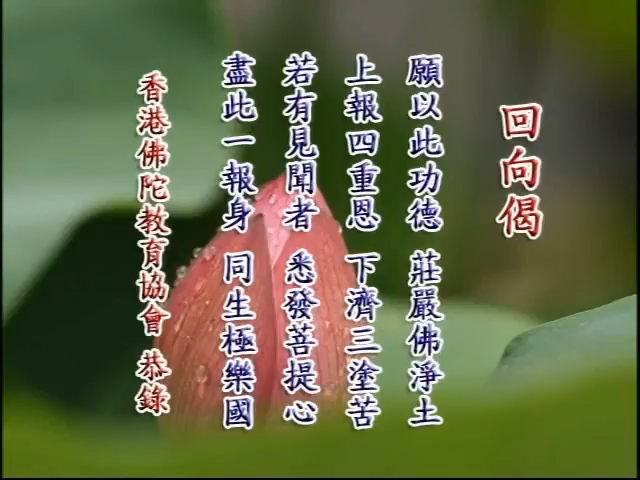 回向偈
願以此功德 莊嚴佛淨土
上報四重恩 下濟三塗苦
若有見聞者 悉發菩提心
盡此一報身 同生極樂國
香港佛陀教育協會 恭錄